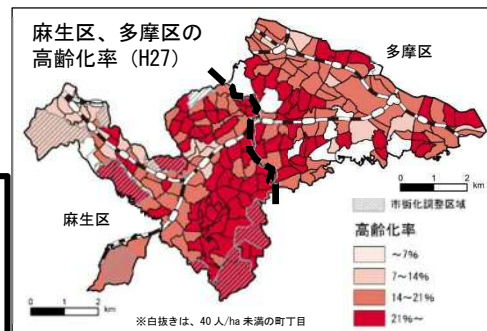 麻生区、多摩区の
高齢化率（H27）
多摩区
麻生区
0 1 2
km
市街化調整区域
高齢化率
～7%
7～14%
14～21%
21%～
0 1 2
km
※白抜きは、40人/ha未満の町丁目